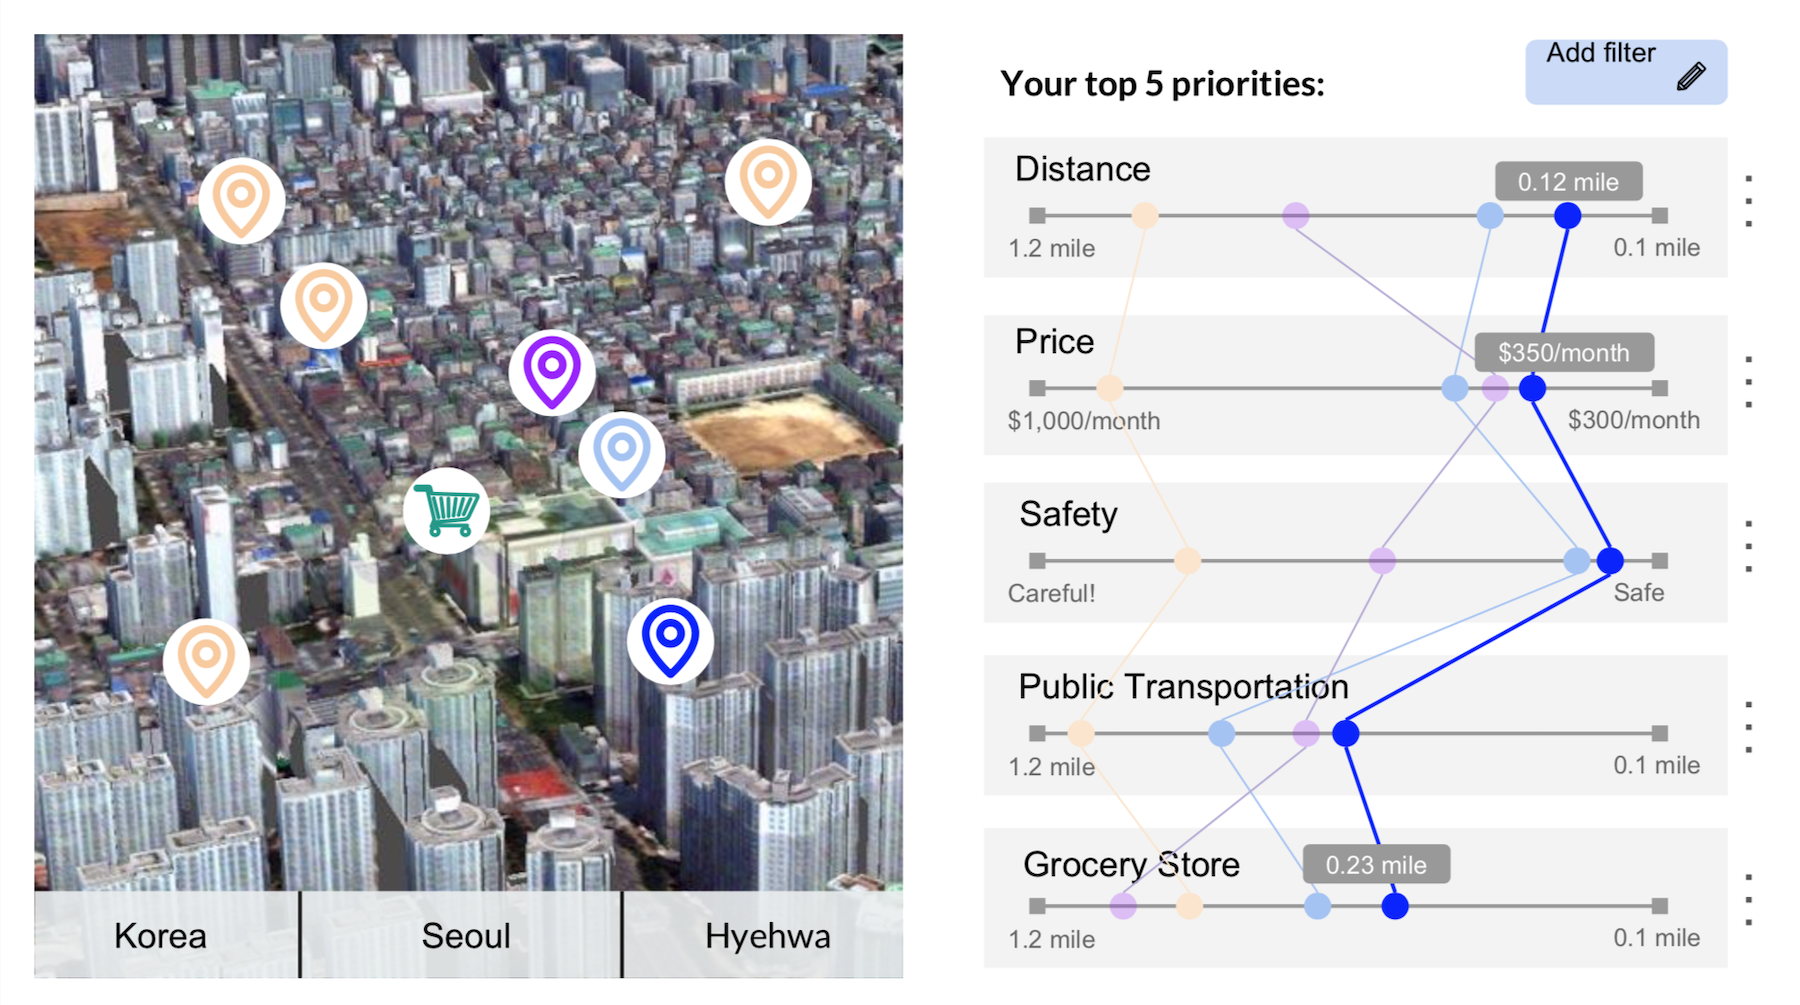 Your top 5 priorities:
Add filter
Distance
0.12 mile
1.2 mile
0.1 mile
Price
$350/month
$1,000/month
$300/month
Safety
Careful!
Safe
Public Transportation
1.2 mile
0.1 mile
Grocery Store
0.23 mile
1.2 mile
0.1 mile
Korea
Seoul
Hyehwa